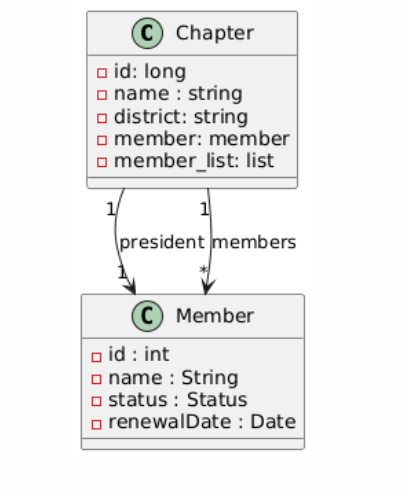 C Chapter
id: long
name : string
district: string
member: member
member_list: list
1 1
president members
1 *
C Member
id : int
name : String
status : Status
renewalDate : Date